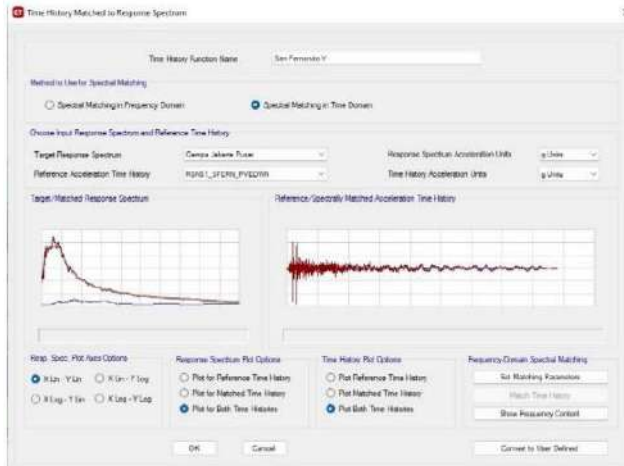 Time History Matched to Response Spectrum
Time History Function Name San Fernando Y
Method to Use for Spectral Matching
Spectral Matching in Frequency Domain Spectral Matching in Time Domain
Choose Input Response Spectrum and Reference Time History
Target Response Spectrum Gempa Jakarta Pusat Response Spectrum Acceleration Units g Units
Reference Acceleration Time History Time History Acceleration Units g Units
Target/Matched Response Spectrum Reference/Spectrally Matched Acceleration Time History
Resp. Spec. Plot Axes Options Response Spectrum Plot Options Time History Plot Options Frequency-Domain Spectral Matching
X Lin - Y Lin X Lin - Y Log Plot for Reference Time History Plot Reference Time History Set Matching Parameters
X Log - Y Lin X Log - Y Log Plot for Matched Time History Plot Matched Time History Match Time History
Plot for Both Time Histories Plot Both Time Histories Show Frequency Content
OK Cancel Convert to User Defined